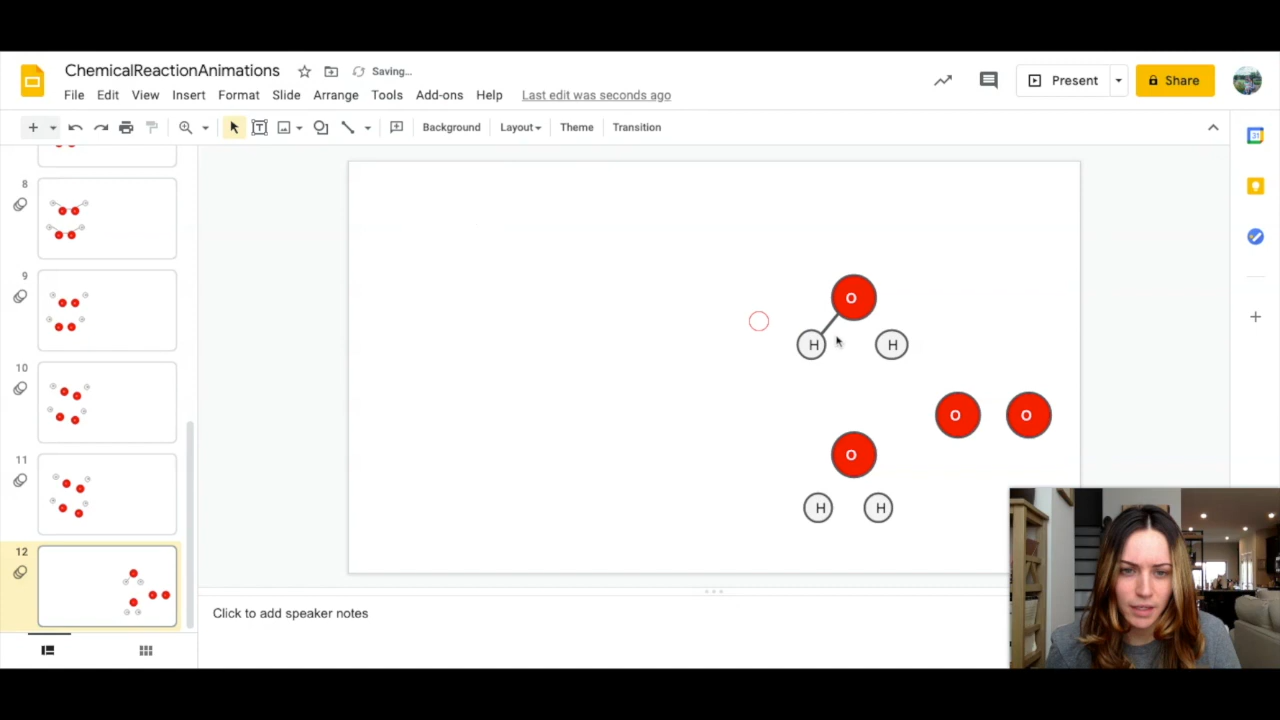 ChemicalReactionAnimations
Saving...
File Edit View Insert Format Slide Arrange Tools Add-ons Help Last edit was seconds ago
Present
Share
Background Layout Theme Transition
31
8
9
10
11
12
O
H H
O O
O
H H
Click to add speaker notes